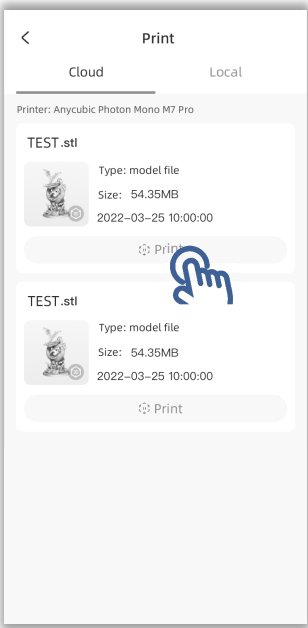 Print
Cloud Local
Printer: Anycubic Photon Mono M7 Pro
TEST.stl
Type: model file
Size: 54.35MB
2022-03-25 10:00:00
Print
TEST.stl
Type: model file
Size: 54.35MB
2022-03-25 10:00:00
Print